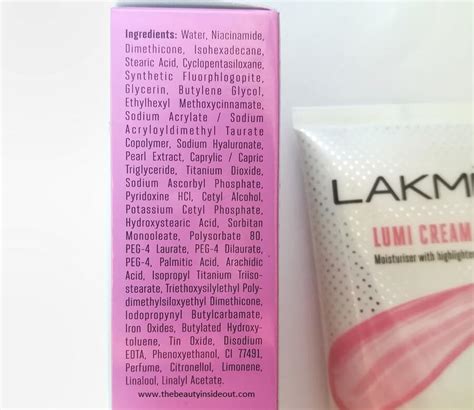 Ingredients: Water, Niacinamide,
Dimethicone, Isohexadecane,
Stearic Acid, Cyclopentasiloxane,
Synthetic Fluorphlogopite,
Glycerin, Butylene Glycol,
Ethylhexyl Methoxycinnamate,
Sodium Acrylate / Sodium
Acryloyldimethyl Taurate
Copolymer, Sodium Hyaluronate,
Pearl Extract, Caprylic / Capric
Triglyceride, Titanium Dioxide,
Sodium Ascorbyl Phosphate,
Pyridoxine HCl, Cetyl Alcohol,
Potassium Cetyl Phosphate,
Hydroxystearic Acid, Sorbitan
Monooleate, Polysorbate 80,
PEG-4 Laurate, PEG-4 Dilaurate,
PEG-4, Palmitic Acid, Arachidic
Acid, Isopropyl Titanium Triiso-
stearate, Triethoxysilylethyl Poly-
dimethylsiloxyethyl Dimethicone,
Iodopropynyl Butylcarbamate,
Iron Oxides, Butylated Hydroxy-
toluene, Tin Oxide, Disodium
EDTA, Phenoxyethanol, CI 77491,
Perfume, Citronellol, Limonene,
Linalool, Linalyl Acetate.
www.thebeautyinsideout.com
LAKM
LUMI CREAM
Moisturiser with highlighte